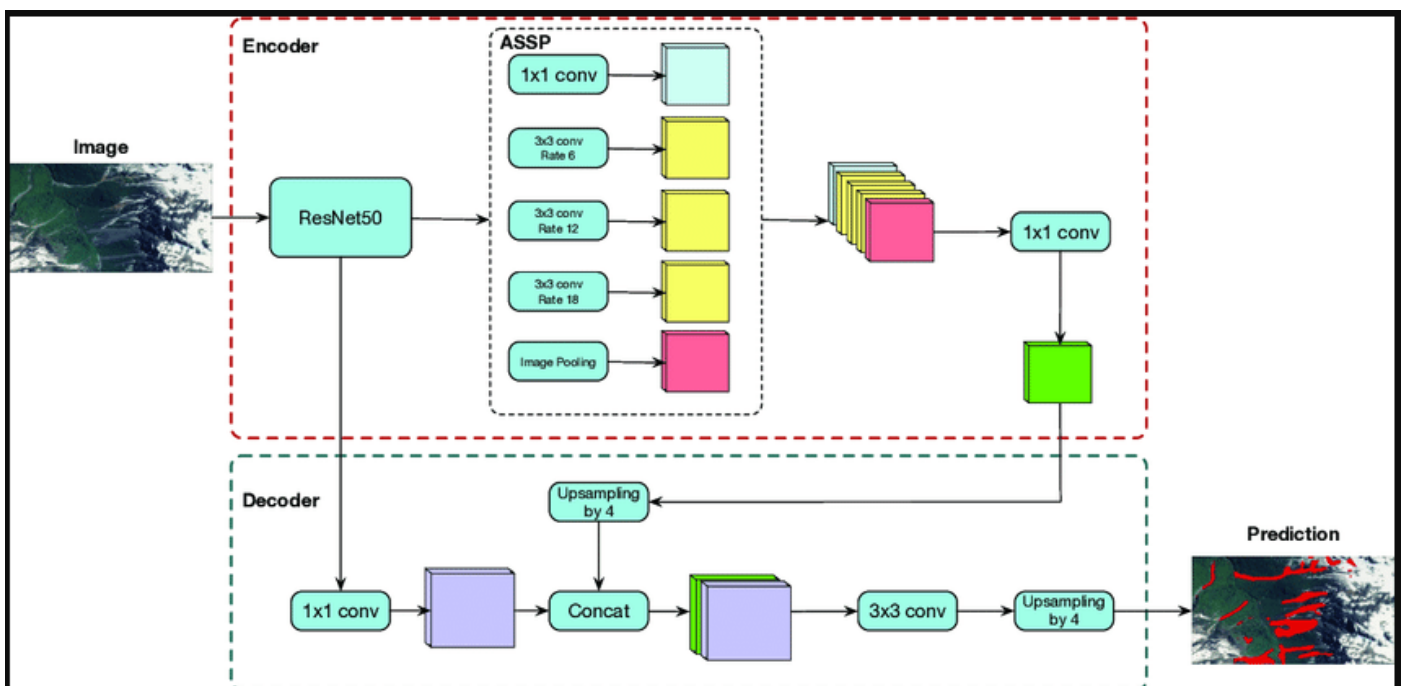 Encoder
ASSP
1x1 conv
3x3 conv
Rate 6
Image
ResNet50
3x3 conv
Rate 12
1x1 conv
3x3 conv
Rate 18
Image Pooling
Decoder
Upsampling
by 4
Prediction
1x1 conv
Concat
3x3 conv
Upsampling
by 4